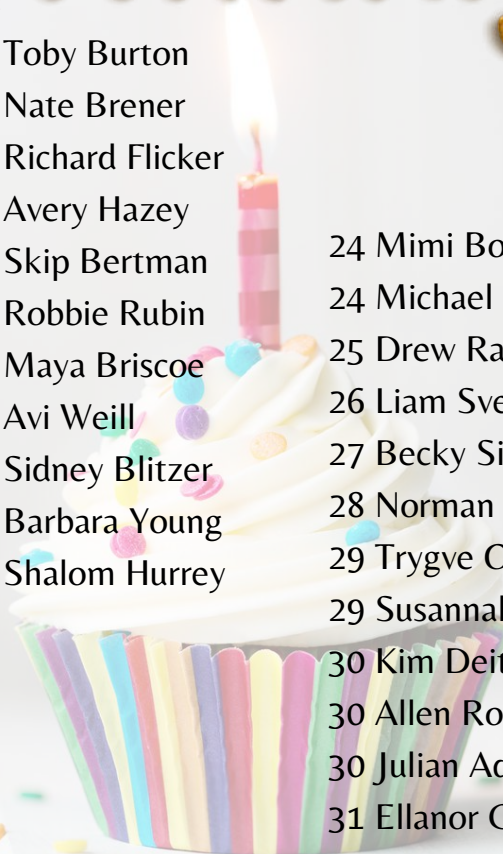 Toby Burton
Nate Brener
Richard Flicker
Avery Hazey
Skip Bertman
Robbie Rubin
Maya Briscoe
Avi Weill
Sidney Blitzer
Barbara Young
Shalom Hurrey
24 Mimi
24 Michael
25 Drew
26 Liam
27 Becky
28 Norman
29 Trygve
29
30 Kim
30 Allen
30 Julian
31 Ellanor